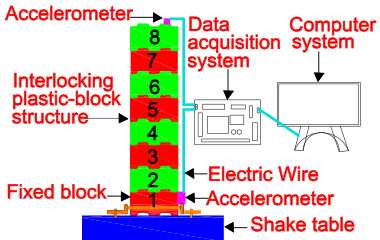 Accelerometer
Data
acquisition
system
Computer
system
8
7
Interlocking
plastic-block
structure
6
5
4
3
2
Electric Wire
Fixed block
1
Accelerometer
Shake table